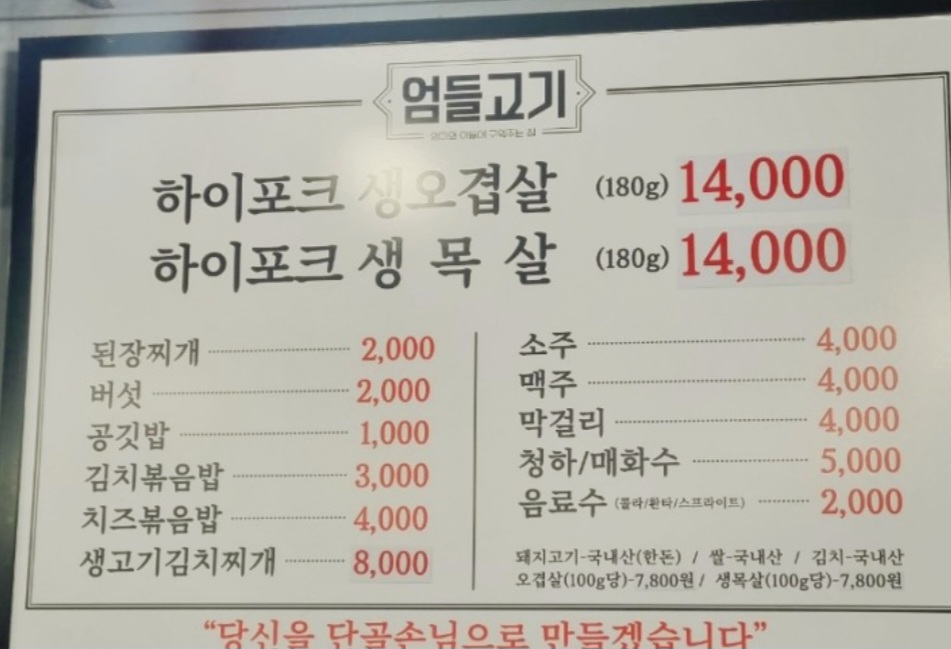 엄들고기
하이포크 생오겹살 (180g) 14,000
하이포크 생 목 살 (180g) 14,000
된장찌개 2,000
버섯 2,000
공깃밥 1,000
김치볶음밥 3,000
치즈볶음밥 4,000
생고기김치찌개 8,000
소주 4,000
맥주 4,000
막걸리 4,000
청하/매화수 5,000
음료수 (콜라/환타/스프라이트) 2,000
돼지고기-국내산(한돈) / 쌀-국내산 / 김치-국내산
오겹살(100g당)-7,800원 / 생목살(100g당)-7,800원
“당신을 단골손님으로 만들겠습니다”